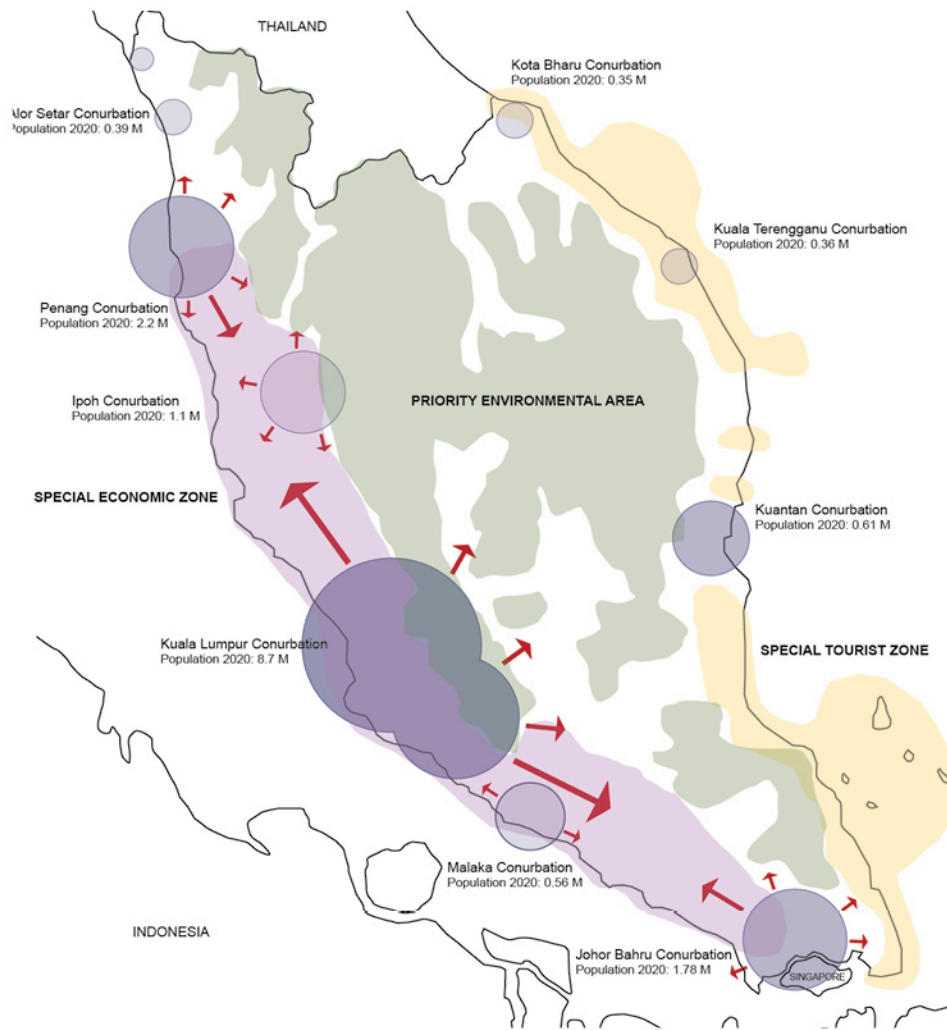 THAILAND
Kota Bharu Conurbation
Population 2020: 0.35 M
lor Setar Conurbation
opulation 2020: 0.39 M
Kuala Terengganu Conurbation
Population 2020: 0.36 M
Penang Conurbation
Population 2020: 2.2 M
Ipoh Conurbation
Population 2020: 1.1 M
PRIORITY ENVIRONMENTAL AREA
SPECIAL ECONOMIC ZONE
Kuantan Conurbation
Population 2020: 0.61 M
Kuala Lumpur Conurbation
Population 2020: 8.7 M
SPECIAL TOURIST ZONE
Malaka Conurbation
Population 2020: 0.56 M
INDONESIA
Johor Bahru Conurbation
Population 2020: 1.78 M
SINGAPORE